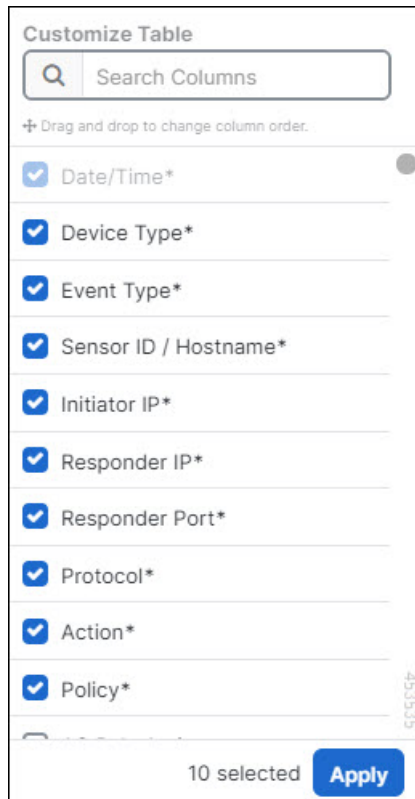 Customize Table
Search Columns
Drag and drop to change column order.
Date/Time*
Device Type*
Event Type*
Sensor ID / Hostname*
Initiator IP*
Responder IP*
Responder Port*
Protocol*
Action*
Policy*
10 selected
Apply
453535